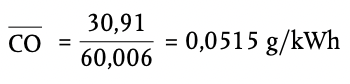 CO = 30,91 / 60,006 = 0,0515 g/kWh